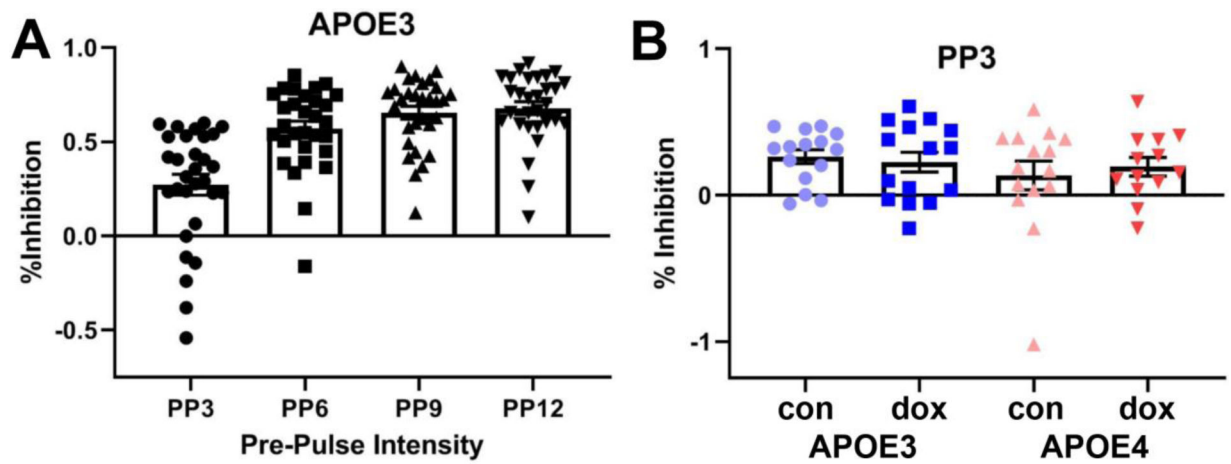 A
APOE3
%Inhibition
1.0
0.5
0.0
-0.5
PP3 PP6 PP9 PP12
Pre-Pulse Intensity
B
PP3
% Inhibition
1
0
-1
con dox con dox
APOE3 APOE4